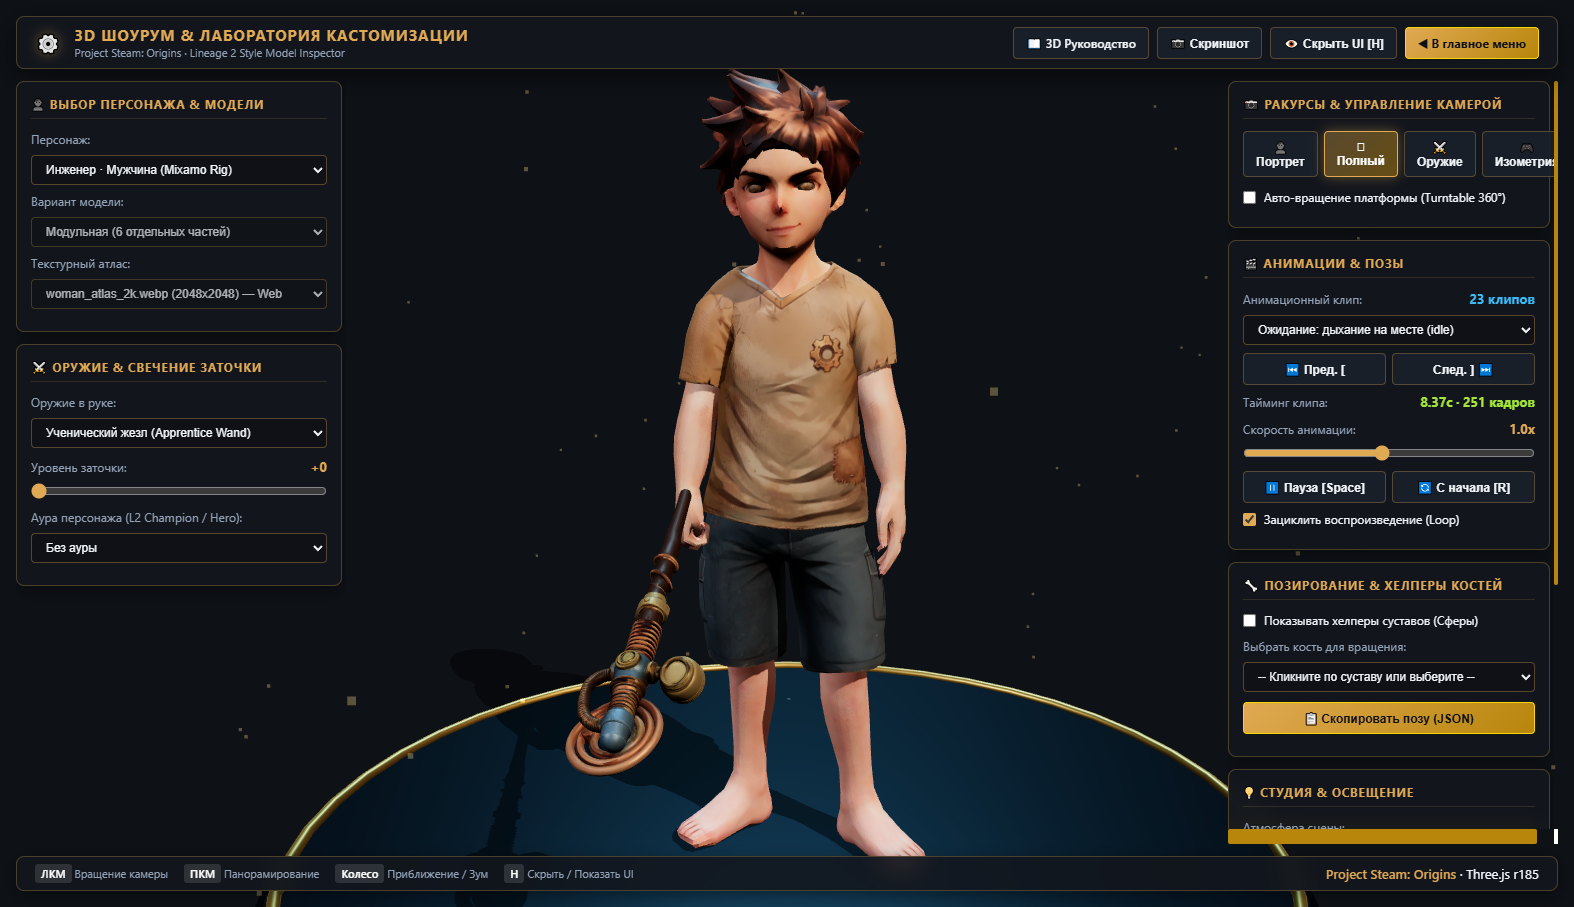 3D ШОУРУМ & ЛАБОРАТОРИЯ КАСТОМИЗАЦИИ
Project Steam: Origins · Lineage 2 Style Model Inspector
3D Руководство
Скриншот
Скрыть UI [H]
◀ В главное меню
ВЫБОР ПЕРСОНАЖА & МОДЕЛИ
Персонаж:
Инженер - Мужчина (Mixamo Rig)
Вариант модели:
Модульная (6 отдельных частей)
Текстурный атлас:
woman_atlas_2k.webp (2048x2048) — Web
ОРУЖИЕ & СВЕЧЕНИЕ ЗАТОЧКИ
Оружие в руке:
Ученический жезл (Apprentice Wand)
Уровень заточки: +0
Аура персонажа (L2 Champion / Hero):
Без ауры
РАКУРСЫ & УПРАВЛЕНИЕ КАМЕРОЙ
Портрет
Полный
Оружие
Изометрия
Авто-вращение платформы (Turntable 360°)
АНИМАЦИИ & ПОЗЫ
Анимационный клип: 23 клипов
Ожидание: дыхание на месте (idle)
Пред. [
След. ]
Тайминг клипа: 8.37с · 251 кадров
Скорость анимации: 1.0x
Пауза [Space]
С начала [R]
Зациклить воспроизведение (Loop)
ПОЗИРОВАНИЕ & ХЕЛПЕРЫ КОСТЕЙ
Показывать хелперы суставов (Сферы)
Выбрать кость для вращения:
-- Кликните по суставу или выберите --
Скопировать позу (JSON)
СТУДИЯ & ОСВЕЩЕНИЕ
Атмосфера сцены:
ЛКМ Вращение камеры ПКМ Панорамирование Колесо Приближение / Зум H Скрыть / Показать UI
Project Steam: Origins · Three.js r185